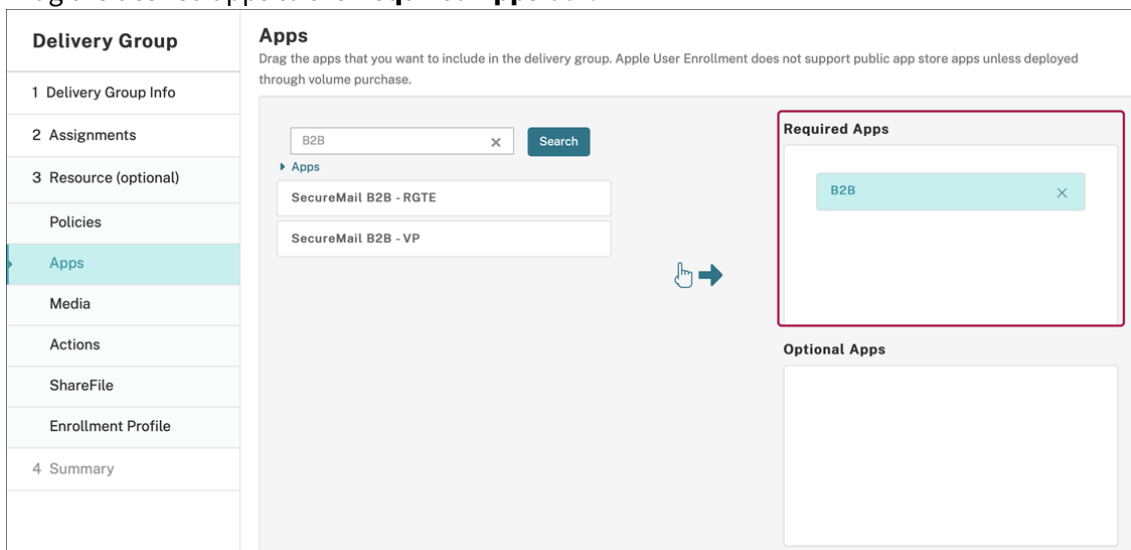 Delivery Group
1 Delivery Group Info
2 Assignments
3 Resource (optional)
Policies
Apps
Media
Actions
ShareFile
Enrollment Profile
4 Summary
Apps
Drag the apps that you want to include in the delivery group. Apple User Enrollment does not support public app store apps unless deployed
through volume purchase.
B2B
Search
Apps
SecureMail B2B - RGTE
SecureMail B2B - VP
Required Apps
B2B
Optional Apps